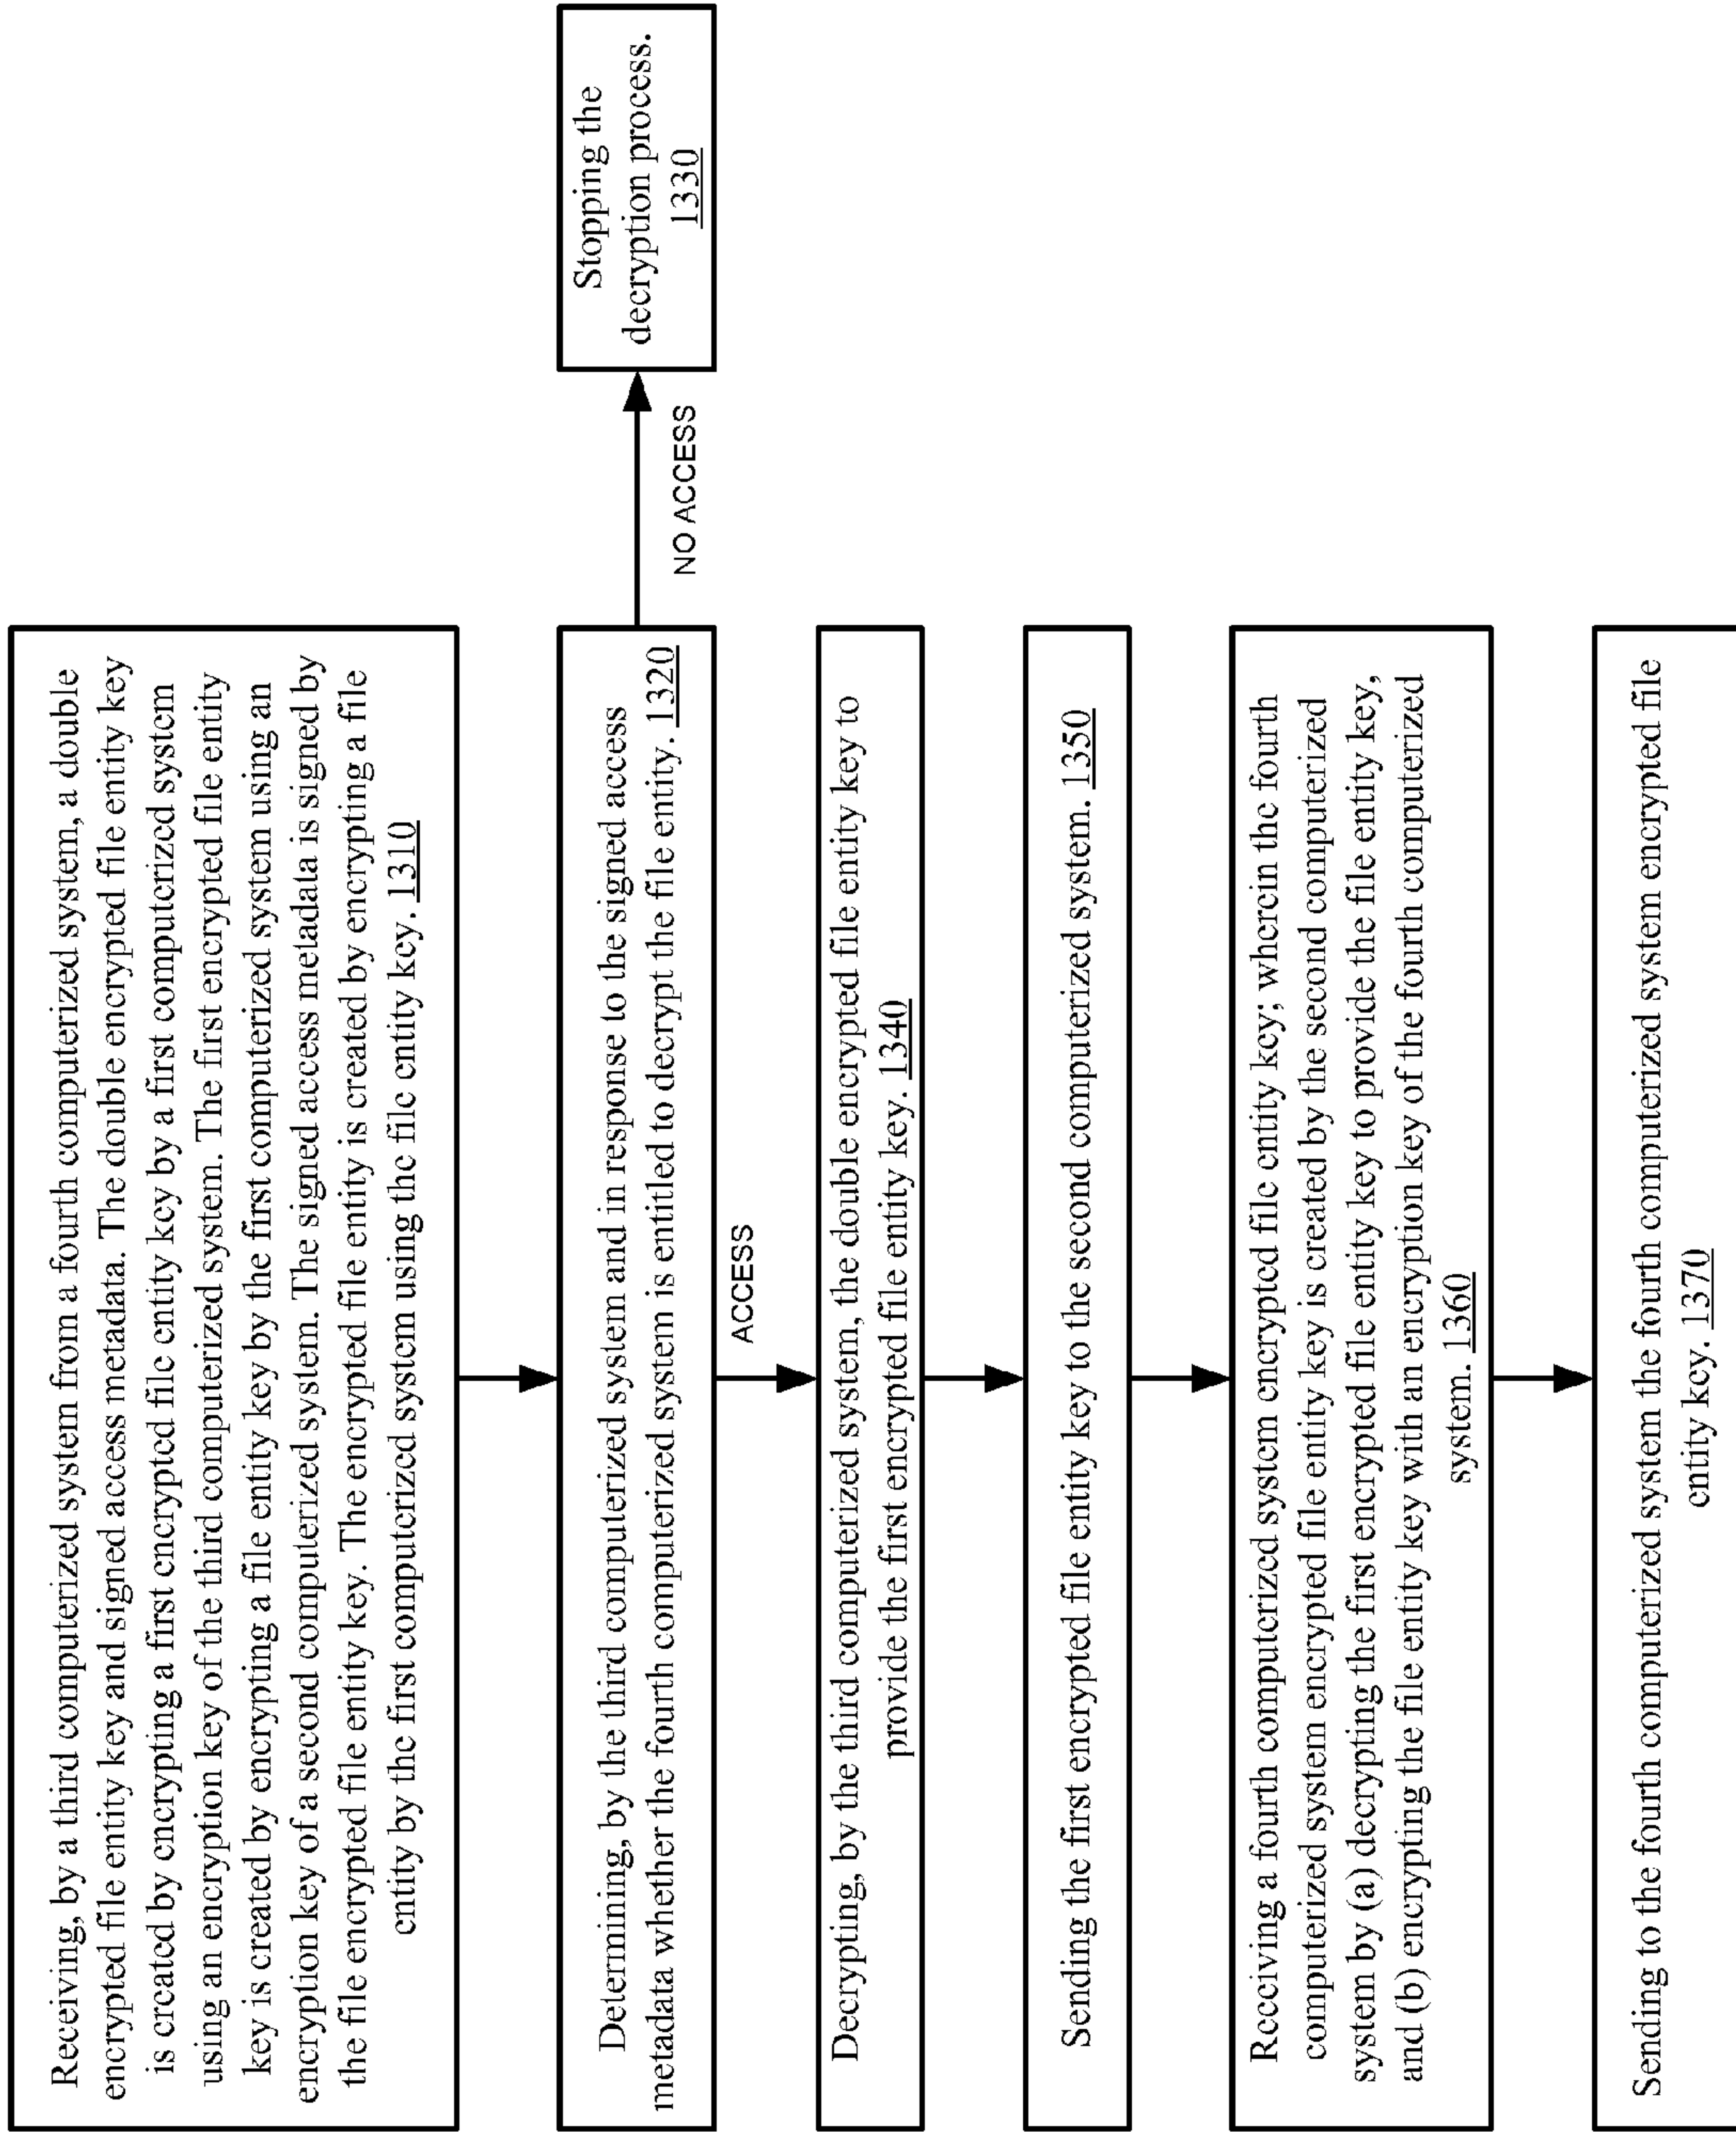 Receiving, by a third computerized system from a fourth computerized system, a double
encrypted file entity key and signed access metadata. The double encrypted file entity key
is created by encrypting a first encrypted file entity key by a first computerized system
using an encryption key of the third computerized system. The first encrypted file entity
key is created by encrypting a file entity key by the first computerized system using an
encryption key of a second computerized system. The signed access metadata is signed by
the file encrypted file entity key. The encrypted file entity is created by encrypting a file
entity by the first computerized system using the file entity key. 1310
Determining, by the third computerized system and in response to the signed access
metadata whether the fourth computerized system is entitled to decrypt the file entity. 1320
NO ACCESS
Stopping the
decryption process.
1330
ACCESS
Decrypting, by the third computerized system, the double encrypted file entity key to
provide the first encrypted file entity key. 1340
Sending the first encrypted file entity key to the second computerized system. 1350
Receiving a fourth computerized system encrypted file entity key; wherein the fourth
computerized system encrypted file entity key is created by the second computerized
system by (a) decrypting the first encrypted file entity key to provide the file entity key,
and (b) encrypting the file entity key with an encryption key of the fourth computerized
system. 1360
Sending to the fourth computerized system the fourth computerized system encrypted file
entity key. 1370